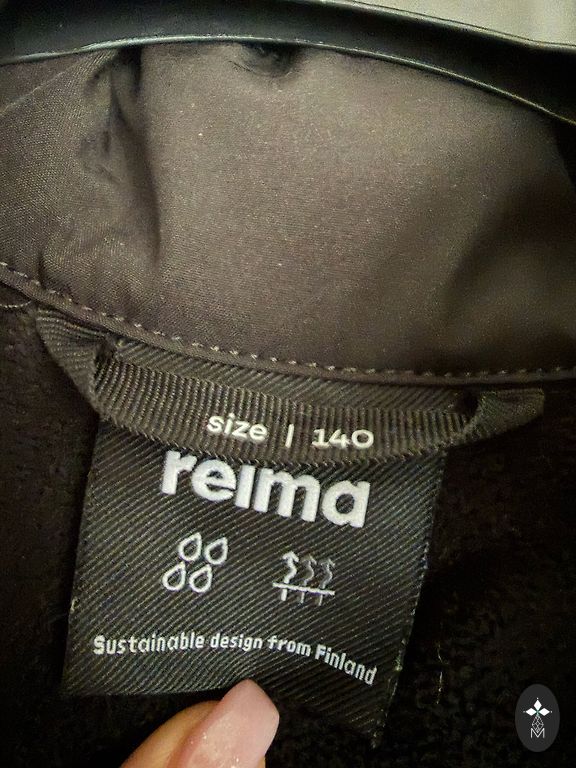 size | 140
reima
Sustainable design from Finland
M